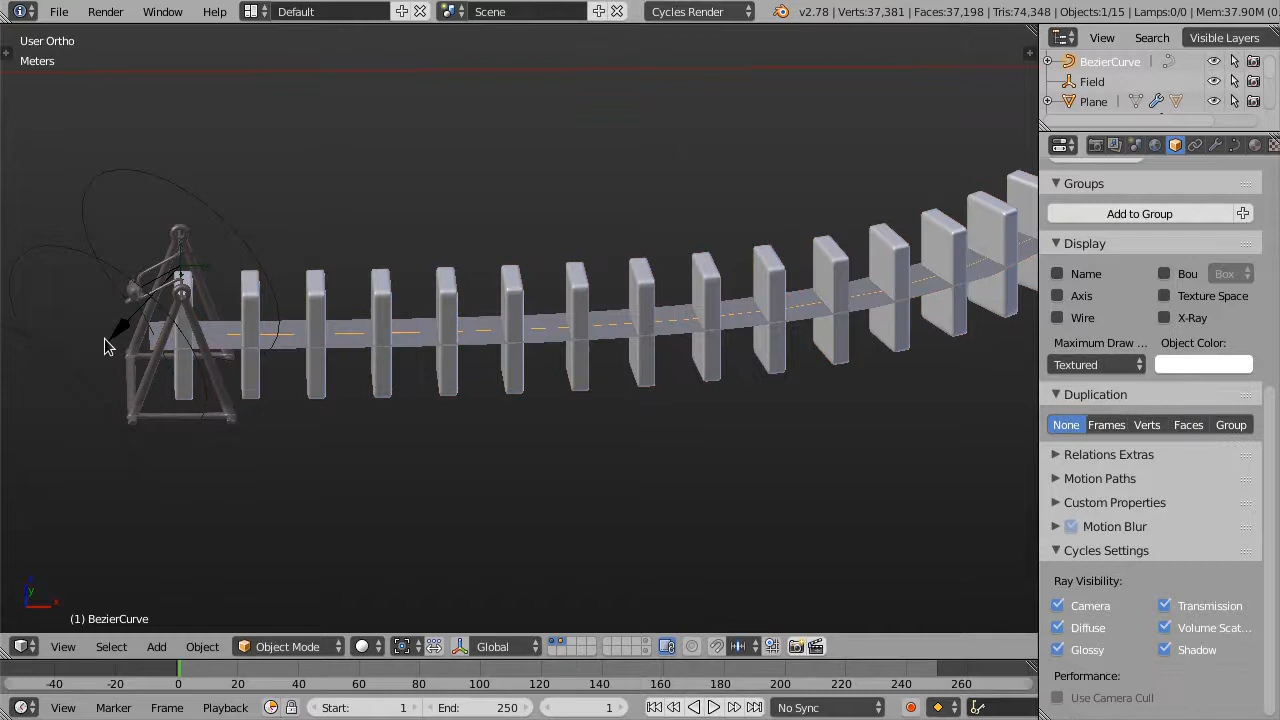 File Render Window Help Default Scene Cycles Render v2.78 | Verts:37,381 | Faces:37,198 | Tris:74,348 | Objects:1/15 | Lamps:0/0 | Mem:37.90M (0
User Ortho
Meters
View Search Visible Layers
BezierCurve
Field
Plane
Groups
Add to Group
Display
Name Bou Box
Axis Texture Space
Wire X-Ray
Maximum Draw ... Object Color:
Textured
Duplication
None Frames Verts Faces Group
Relations Extras
Motion Paths
Custom Properties
Motion Blur
Cycles Settings
Ray Visibility:
Camera Transmission
Diffuse Volume Scat...
Glossy Shadow
Performance:
Use Camera Cull
y x
(1) BezierCurve
View Select Add Object Object Mode Global
-40 -20 0 20 40 60 80 100 120 140 160 180 200 220 240 260
View Marker Frame Playback Start: 1 End: 250 1 No Sync